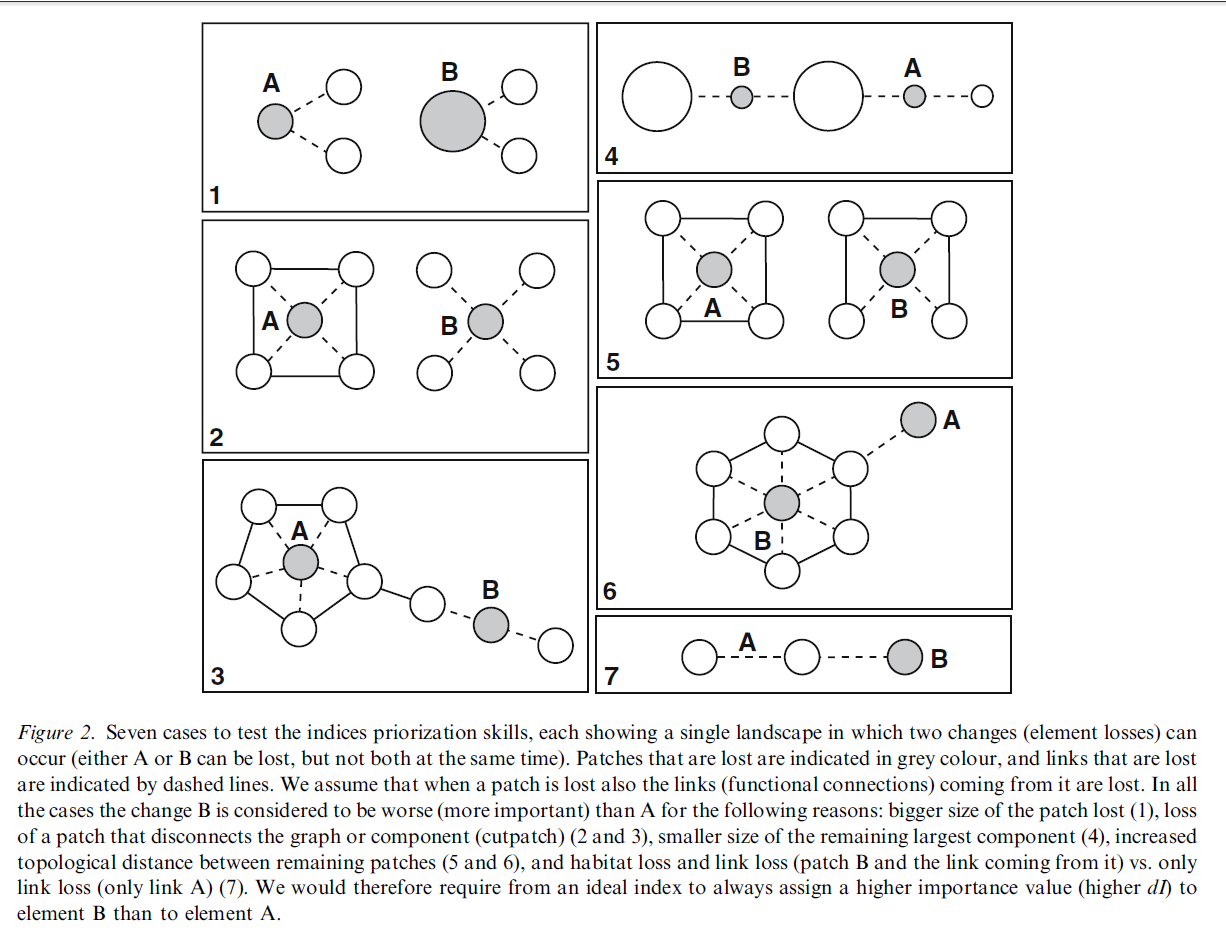 A
B
1
B
A
4
A
B
2
A
B
5
A
B
3
A
B
6
A
B
7
Figure 2. Seven cases to test the indices priorization skills, each showing a single landscape in which two changes (element losses) can
occur (either A or B can be lost, but not both at the same time). Patches that are lost are indicated in grey colour, and links that are lost
are indicated by dashed lines. We assume that when a patch is lost also the links (functional connections) coming from it are lost. In all
the cases the change B is considered to be worse (more important) than A for the following reasons: bigger size of the patch lost (1), loss
of a patch that disconnects the graph or component (cutpatch) (2 and 3), smaller size of the remaining largest component (4), increased
topological distance between remaining patches (5 and 6), and habitat loss and link loss (patch B and the link coming from it) vs. only
link loss (only link A) (7). We would therefore require from an ideal index to always assign a higher importance value (higher dI) to
element B than to element A.